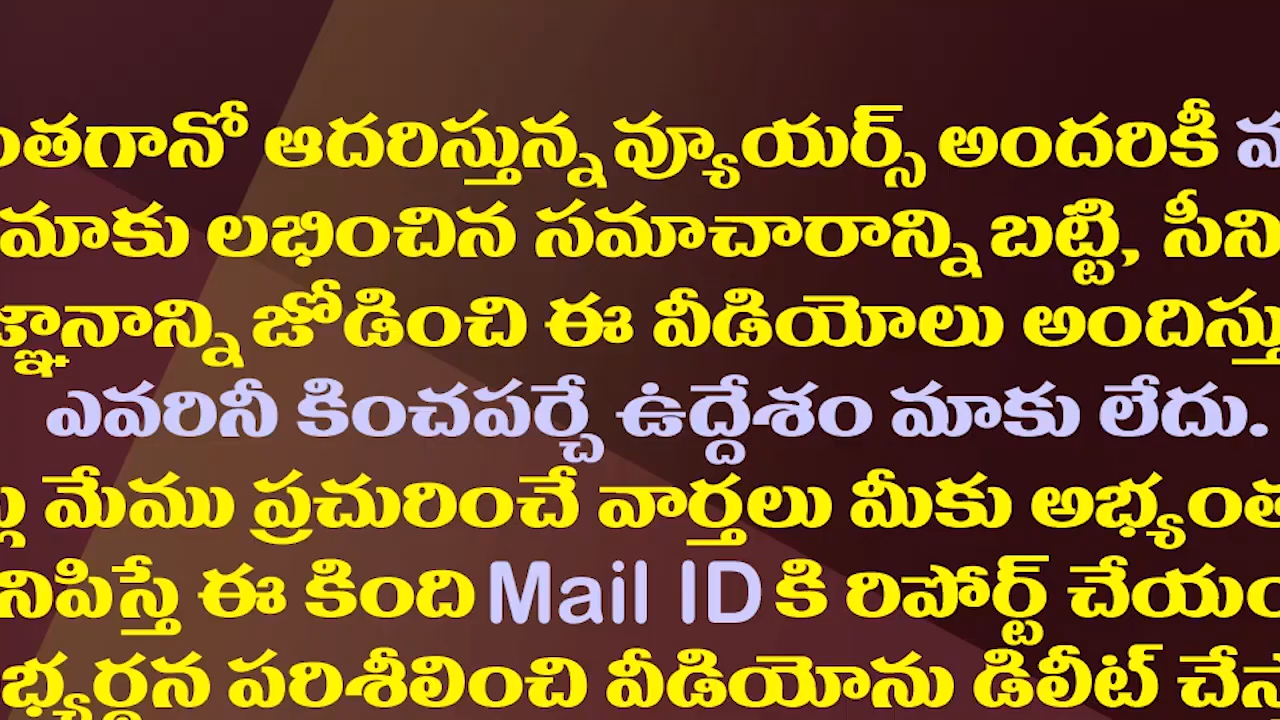 ంతగానో ఆదరిస్తున్న వ్యూయర్స్ అందరికీ
మాకు లభించిన సమాచారాన్ని బట్టి, సీని
జ్ఞానాన్ని జోడించి ఈ వీడియోలు అందిస్తు
ఎవరినీ కించపర్చే ఉద్దేశం మాకు లేదు.
మేము ప్రచురించే వార్తలు మీకు అభ్యంత
నిపిస్తే ఈ కింది Mail ID కి రిపోర్ట్ చేయం
భ్యర్థన పరిశీలించి వీడియోను డిలీట్ చేస